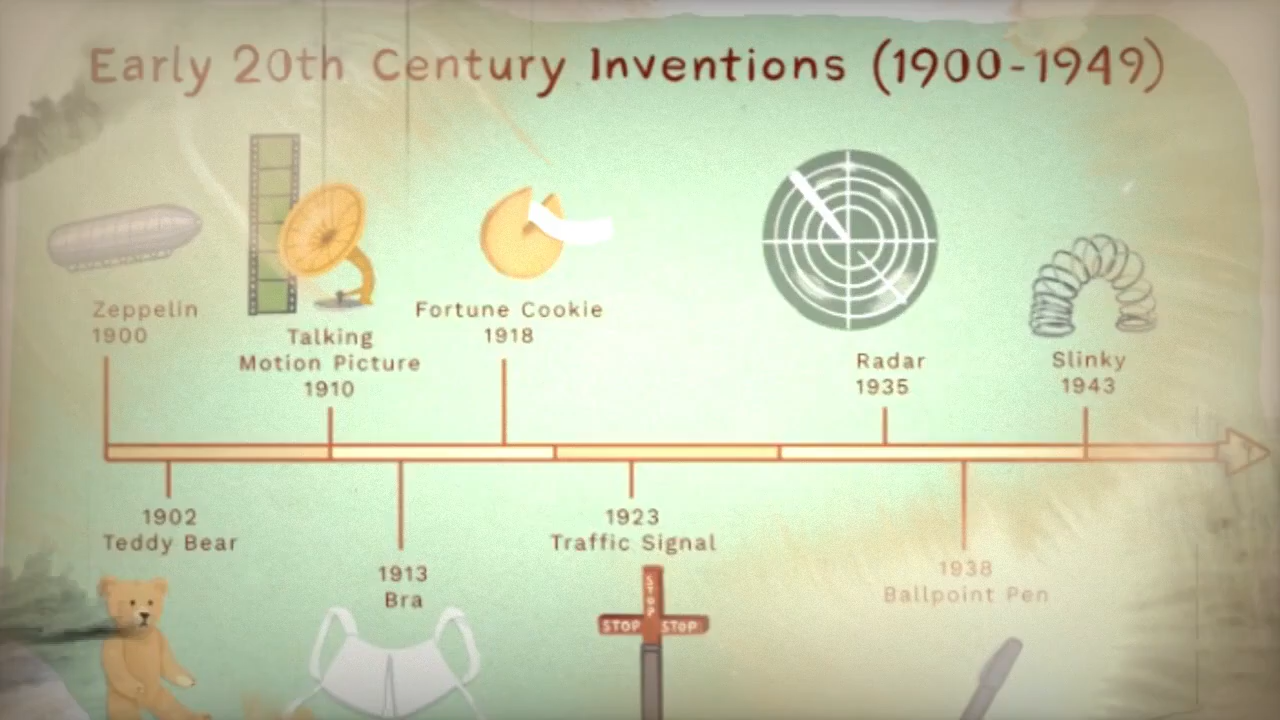 Early 20th Century Inventions (1900-1949)
Zeppelin
1900
Talking
Motion Picture
1910
Fortune Cookie
1918
Radar
1935
Slinky
1943
1902
Teddy Bear
1913
Bra
1923
Traffic Signal
STOP
STOP STOP
1938
Ballpoint Pen